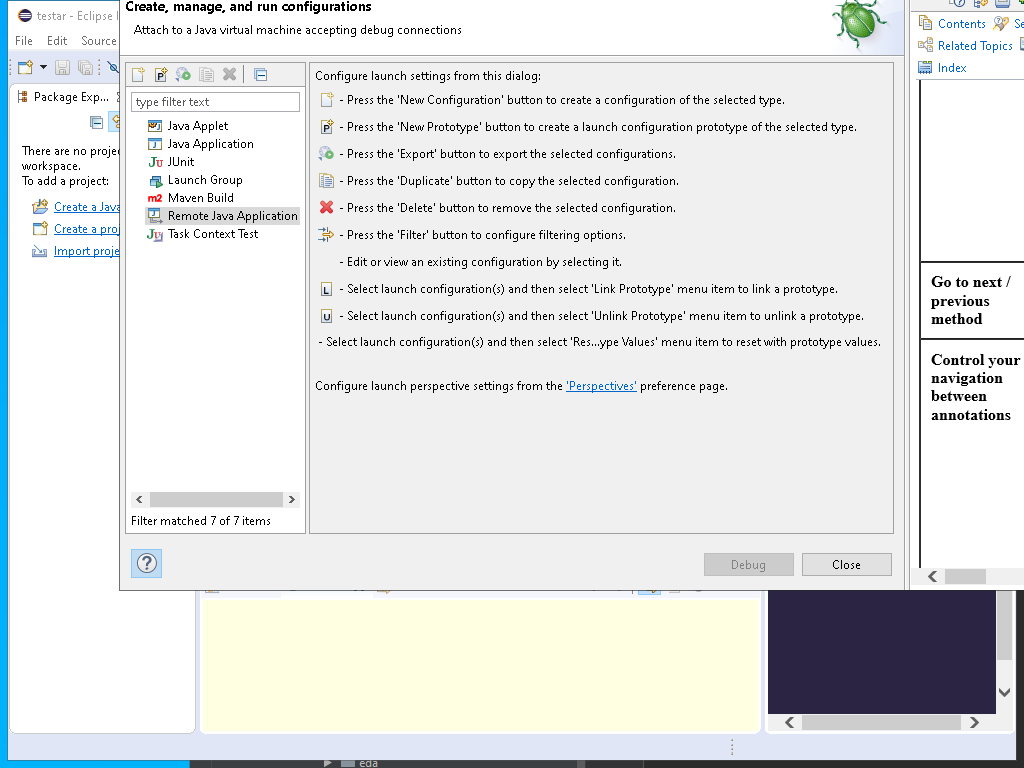 testar - Eclipse
File Edit Source
Package Exp...
There are no
workspace.
To add a project:
Create a
Create a
Import
Create, manage, and run configurations
Attach to a Java virtual machine accepting debug connections
type filter text
Java Applet
Java Application
JUnit
Launch Group
Maven Build
Remote Java Application
Task Context Test
Filter matched 7 of 7 items
Configure launch settings from this dialog:
- Press the 'New Configuration' button to create a configuration of the selected type.
- Press the 'New Prototype' button to create a launch configuration prototype of the selected type.
- Press the 'Export' button to export the selected configurations.
- Press the 'Duplicate' button to copy the selected configuration.
- Press the 'Delete' button to remove the selected configuration.
- Press the 'Filter' button to configure filtering options.
- Edit or view an existing configuration by selecting it.
- Select launch configuration(s) and then select 'Link Prototype' menu item to link a prototype.
- Select launch configuration(s) and then select 'Unlink Prototype' menu item to unlink a prototype.
- Select launch configuration(s) and then select 'Res...ype Values' menu item to reset with prototype values.
Configure launch perspective settings from the 'Perspectives' preference page.
Debug Close
Contents
Related Topics
Index
Go to next /
previous
method
Control your
navigation
between
annotations
eda